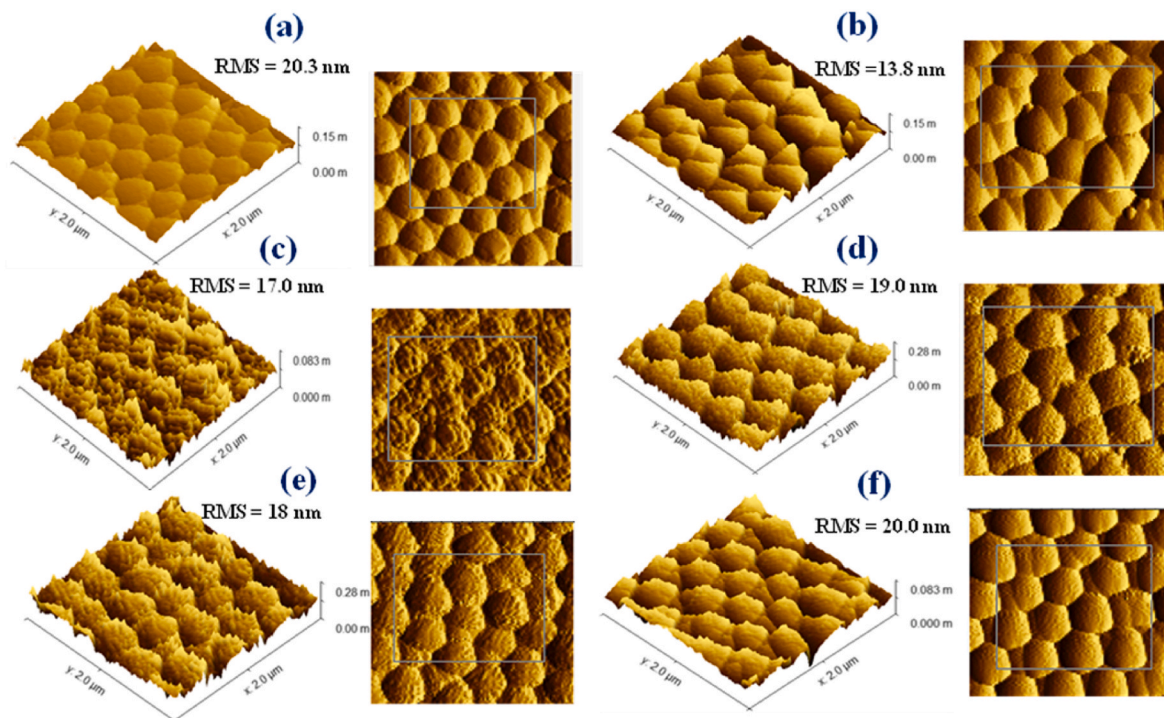 (a)
RMS = 20.3 nm
0.15 m
0.00 m
y: 2.0 µm
x: 2.0 µm
(b)
RMS =13.8 nm
0.15 m
0.00 m
y: 2.0 µm
x: 2.0 µm
(c)
RMS = 17.0 nm
0.083 m
0.000 m
y: 2.0 µm
x: 2.0 µm
(d)
RMS = 19.0 nm
0.28 m
0.00 m
y: 2.0 µm
x: 2.0 µm
(e)
RMS = 18 nm
0.28 m
0.00 m
y: 2.0 µm
x: 2.0 µm
(f)
RMS = 20.0 nm
0.083 m
0.000 m
y: 2.0 µm
x: 2.0 µm